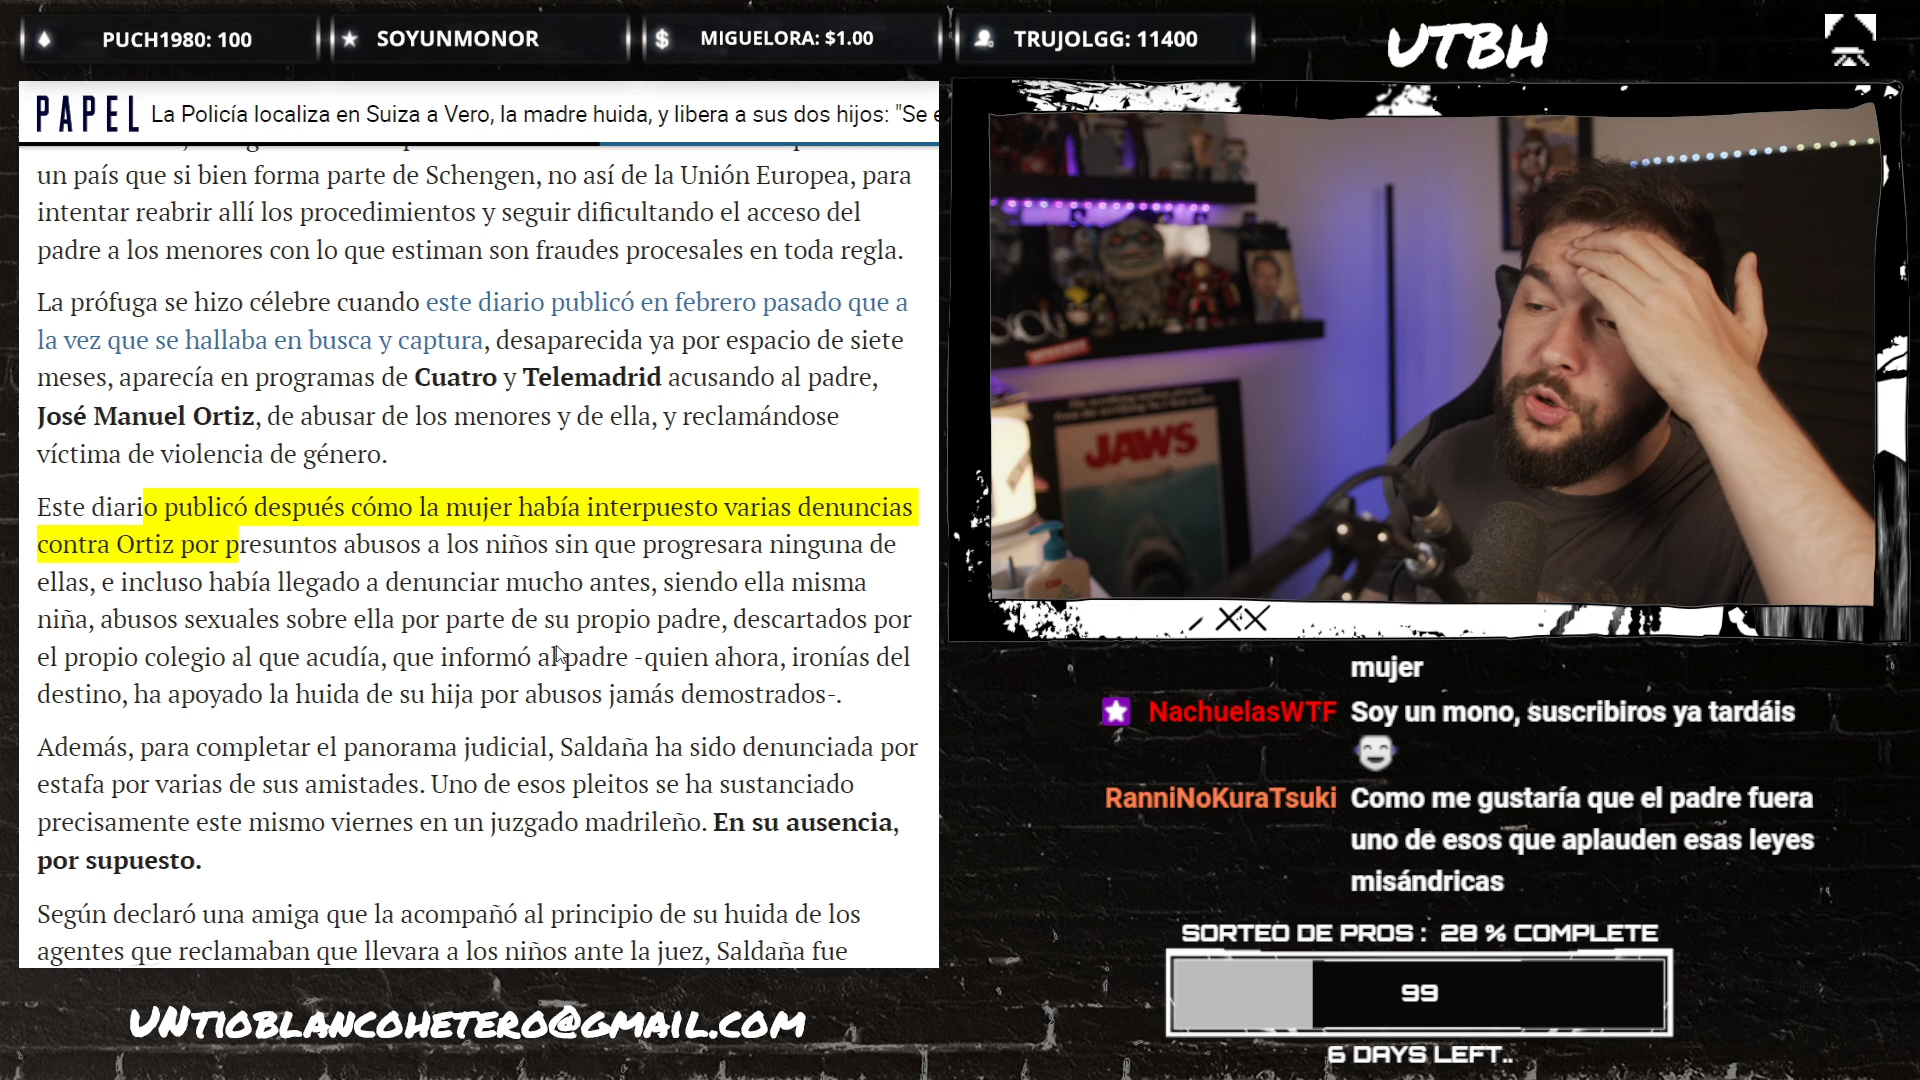 PUCH1980: 100
SOYUNMONOR
$ MIGUELORA: $1.00
TRUJOLGG: 11400
UTBH
PAPEL La Policía localiza en Suiza a Vero, la madre huida, y libera a sus dos hijos: "Se e
un país que si bien forma parte de Schengen, no así de la Unión Europea, para
intentar reabrir allí los procedimientos y seguir dificultando el acceso del
padre a los menores con lo que estiman son fraudes procesales en toda regla.
La prófuga se hizo célebre cuando este diario publicó en febrero pasado que a
la vez que se hallaba en busca y captura, desaparecida ya por espacio de siete
meses, aparecía en programas de Cuatro y Telemadrid acusando al padre,
José Manuel Ortiz, de abusar de los menores y de ella, y reclamándose
víctima de violencia de género.
Este diario publicó después cómo la mujer había interpuesto varias denuncias
contra Ortiz por presuntos abusos a los niños sin que progresara ninguna de
ellas, e incluso había llegado a denunciar mucho antes, siendo ella misma
niña, abusos sexuales sobre ella por parte de su propio padre, descartados por
el propio colegio al que acudía, que informó al padre -quien ahora, ironías del
destino, ha apoyado la huida de su hija por abusos jamás demostrados-.
Además, para completar el panorama judicial, Saldaña ha sido denunciada por
estafa por varias de sus amistades. Uno de esos pleitos se ha sustanciado
precisamente este mismo viernes en un juzgado madrileño. En su ausencia,
por supuesto.
Según declaró una amiga que la acompañó al principio de su huida de los
agentes que reclamaban que llevara a los niños ante la juez, Saldaña fue
UNTIOBLANCOHETERO@GMAIL.COM
JAWS
XX
mujer
NachuelasWTF Soy un mono, suscribiros ya tardáis
RanniNoKuraTsuki Como me gustaría que el padre fuera
uno de esos que aplauden esas leyes
misándricas
SORTEO DE PROS : 28 % COMPLETE
99
6 DAYS LEFT..